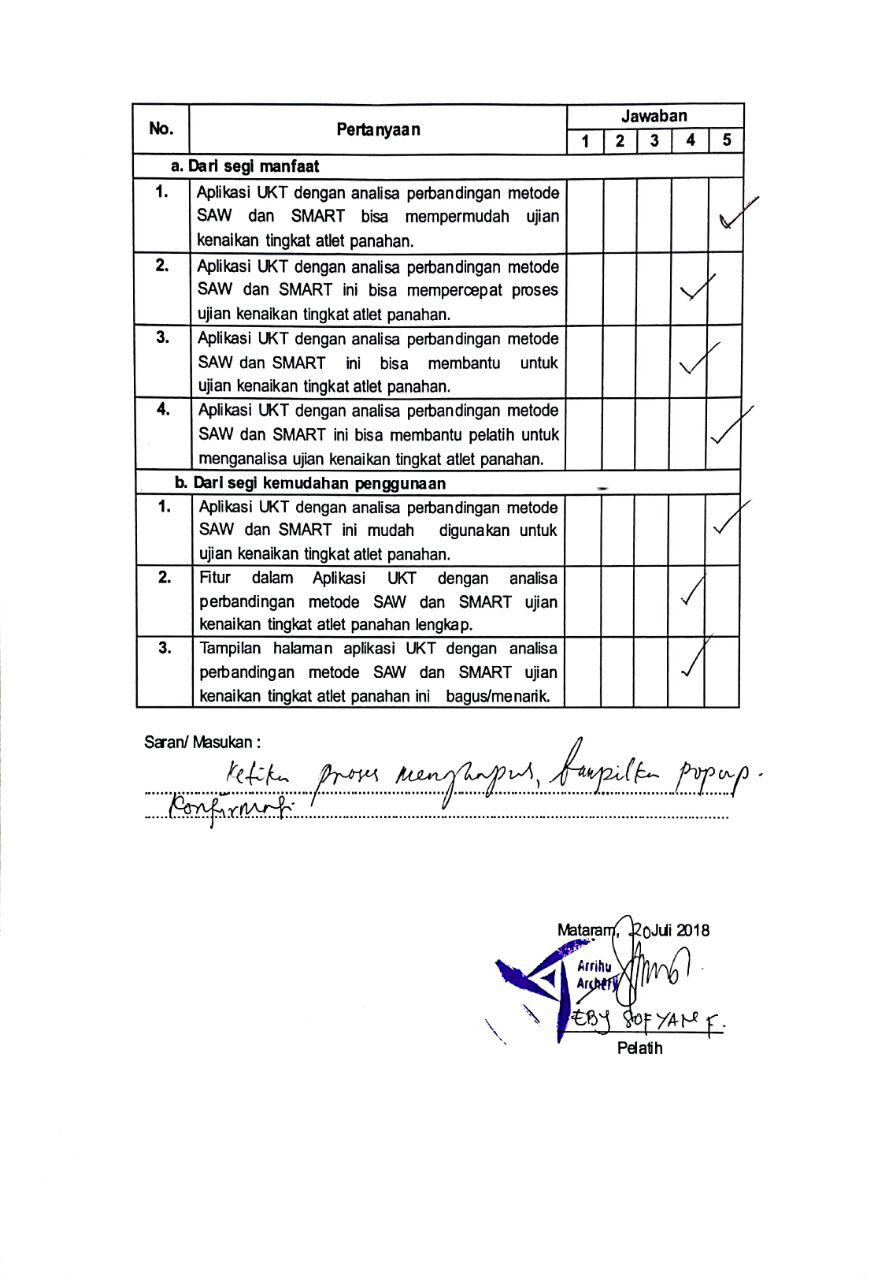 No. Pertanyaan Jawaban
1 2 3 4 5
a. Dari segi manfaat
1. Aplikasi UKT dengan analisa perbandingan metode
SAW dan SMART bisa mempermudah ujian
kenaikan tingkat atlet panahan.
2. Aplikasi UKT dengan analisa perbandingan metode
SAW dan SMART ini bisa mempercepat proses
ujian kenaikan tingkat atlet panahan.
3. Aplikasi UKT dengan analisa perbandingan metode
SAW dan SMART ini bisa membantu untuk
ujian kenaikan tingkat atlet panahan.
4. Aplikasi UKT dengan analisa perbandingan metode
SAW dan SMART ini bisa membantu pelatih untuk
menganalisa ujian kenaikan tingkat atlet panahan.
b. Dari segi kemudahan penggunaan
1. Aplikasi UKT dengan analisa perbandingan metode
SAW dan SMART ini mudah digunakan untuk
ujian kenaikan tingkat atlet panahan.
2. Fitur dalam Aplikasi UKT dengan analisa
perbandingan metode SAW dan SMART ujian
kenaikan tingkat atlet panahan lengkap.
3. Tampilan halaman aplikasi UKT dengan analisa
perbandingan metode SAW dan SMART ujian
kenaikan tingkat atlet panahan ini bagus/menarik.
Saran/ Masukan :
Ketika proses menghapus, tampilkan popup.
Konfirmasi
Mataram, 20 Juli 2018
Arrihu
Archery
EBY SOFYAN F.
Pelatih